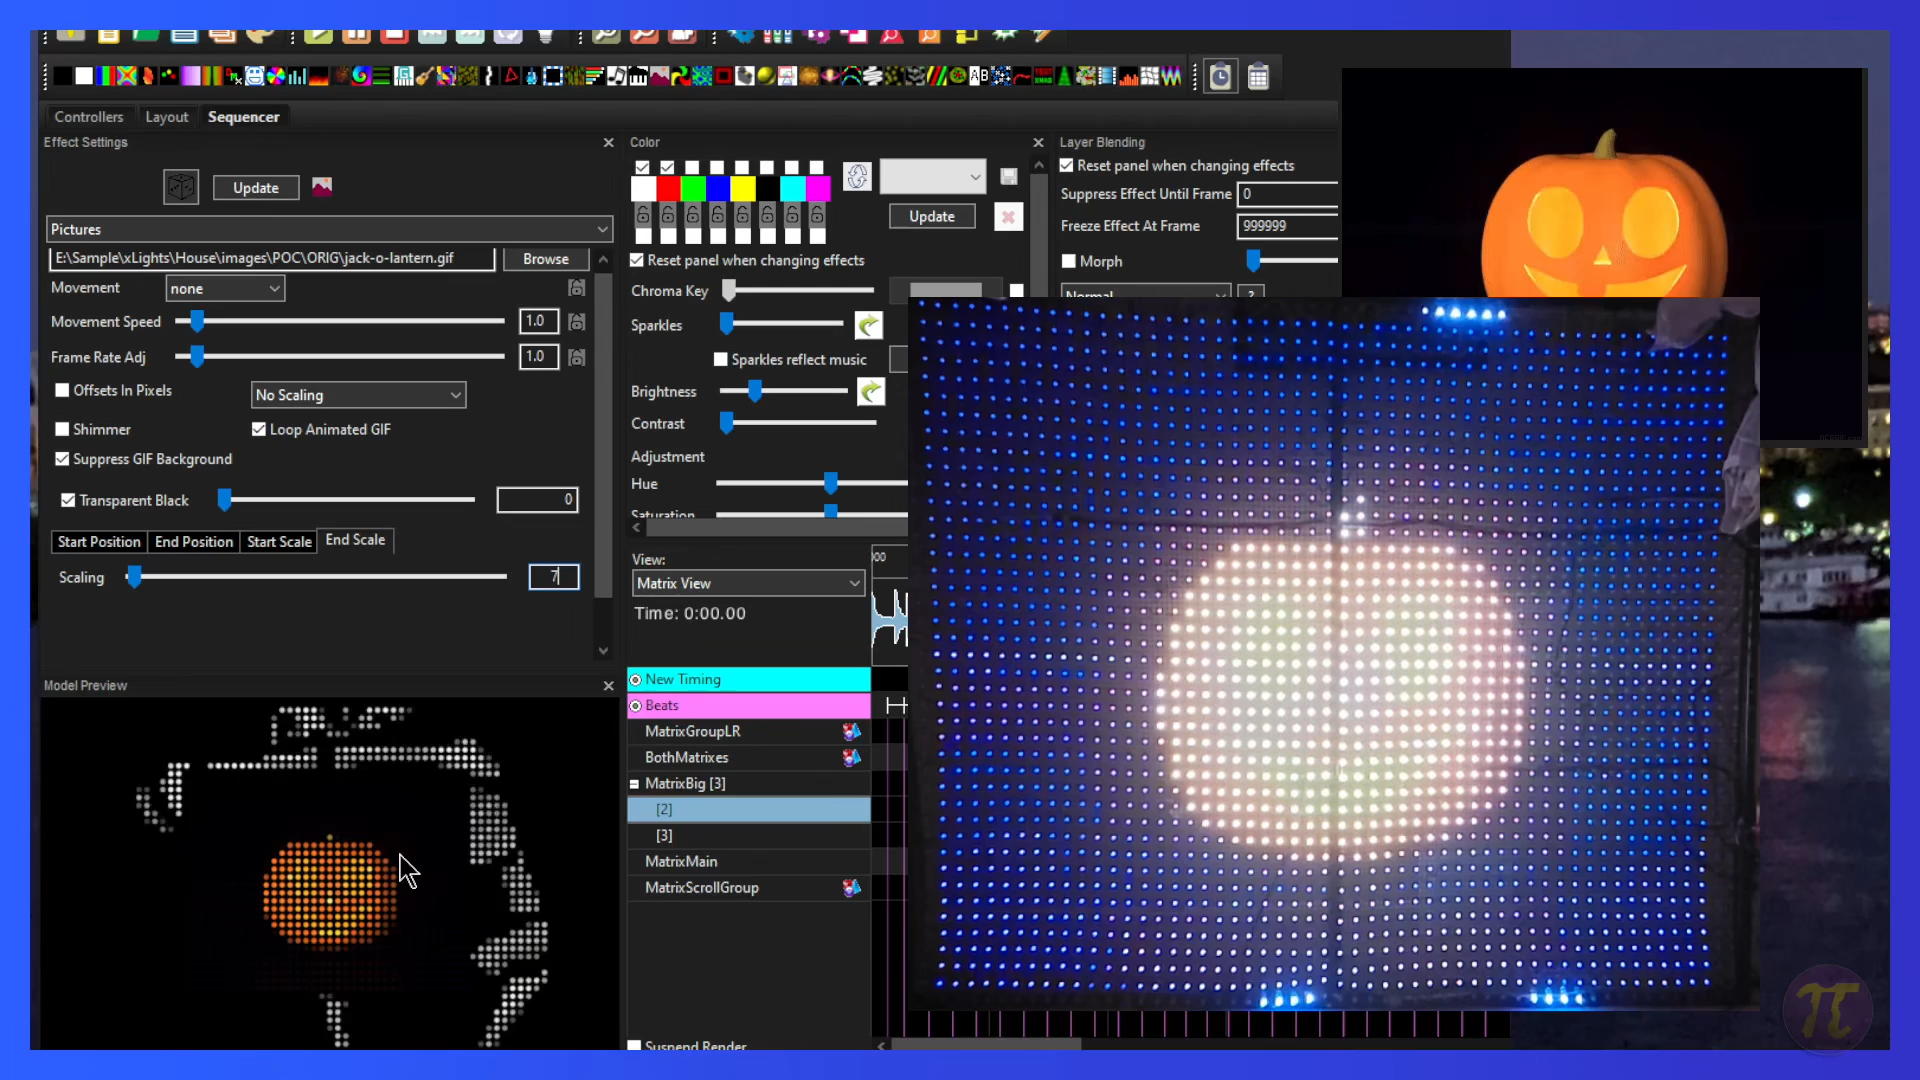 Controllers
Layout
Sequencer
Effect Settings
Update
Pictures
E:\Sample\xLights\House\images\POC\ORIG\jack-o-lantern.gif
Browse
Movement
none
Movement Speed
1.0
Frame Rate Adj
1.0
Offsets In Pixels
No Scaling
Shimmer
Loop Animated GIF
Suppress GIF Background
Transparent Black
0
Start Position
End Position
Start Scale
End Scale
Scaling
7
Model Preview
Color
Update
Reset panel when changing effects
Chroma Key
Sparkles
Sparkles reflect music
Brightness
Contrast
Adjustment
Hue
Saturation
View:
Matrix View
Time: 0:00.00
New Timing
Beats
MatrixGroupLR
BothMatrixes
MatrixBig [3]
[2]
[3]
MatrixMain
MatrixScrollGroup
Suspend Render
Layer Blending
Reset panel when changing effects
Suppress Effect Until Frame
0
Freeze Effect At Frame
999999
Morph
Normal
?
π